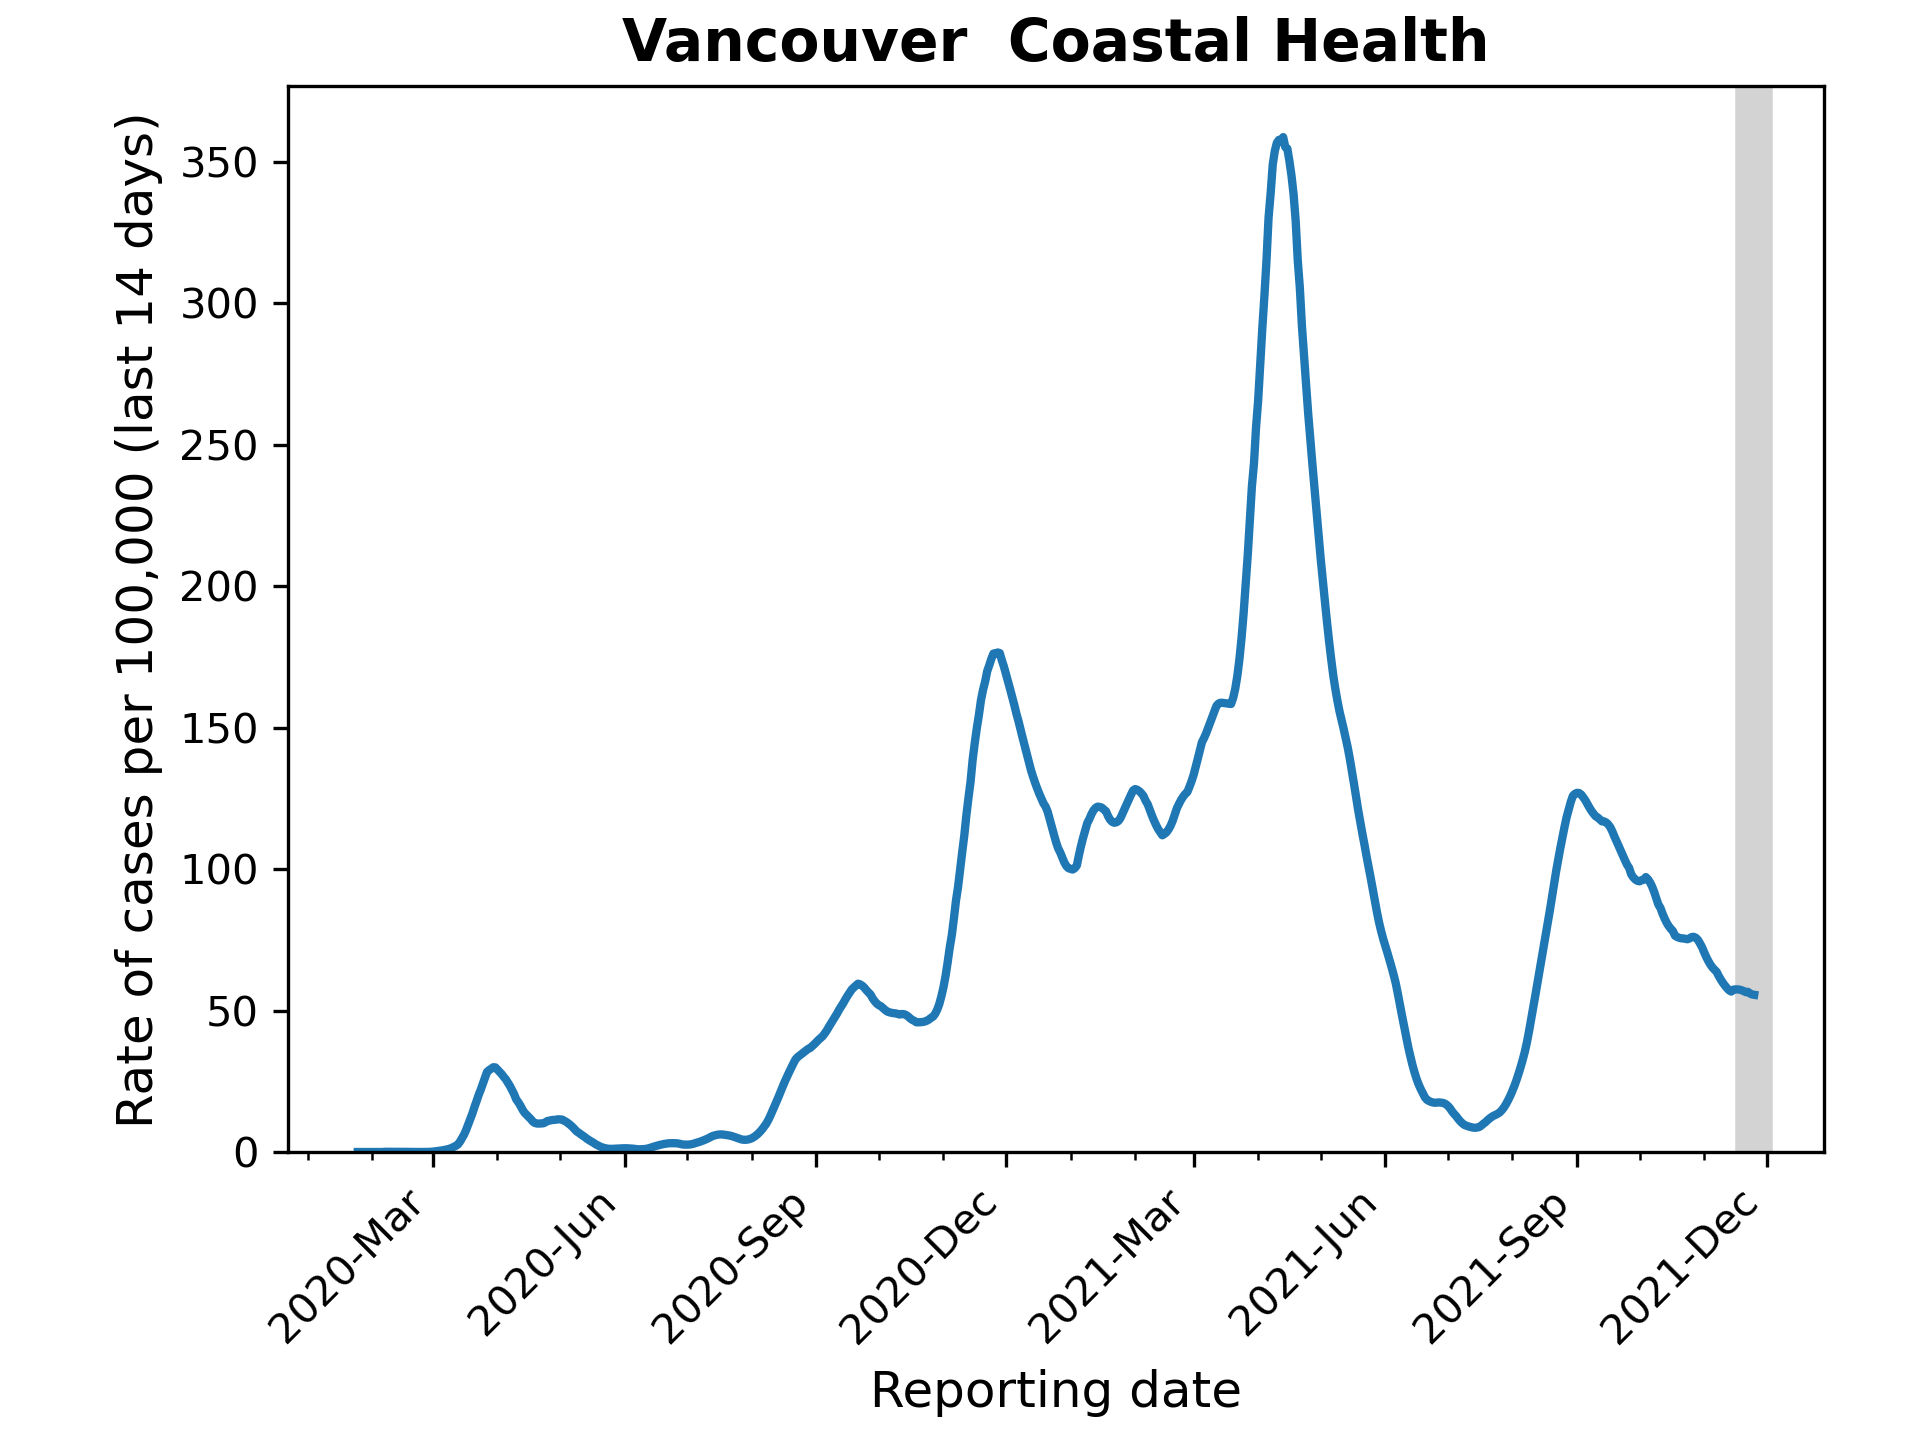 Vancouver  Coastal Health
Rate of cases per 100,000 (last 14 days)
350
300
250
200
150
100
50
0
2020-Mar
2020-Jun
2020-Sep
2020-Dec
2021-Mar
2021-Jun
2021-Sep
2021-Dec
Reporting date